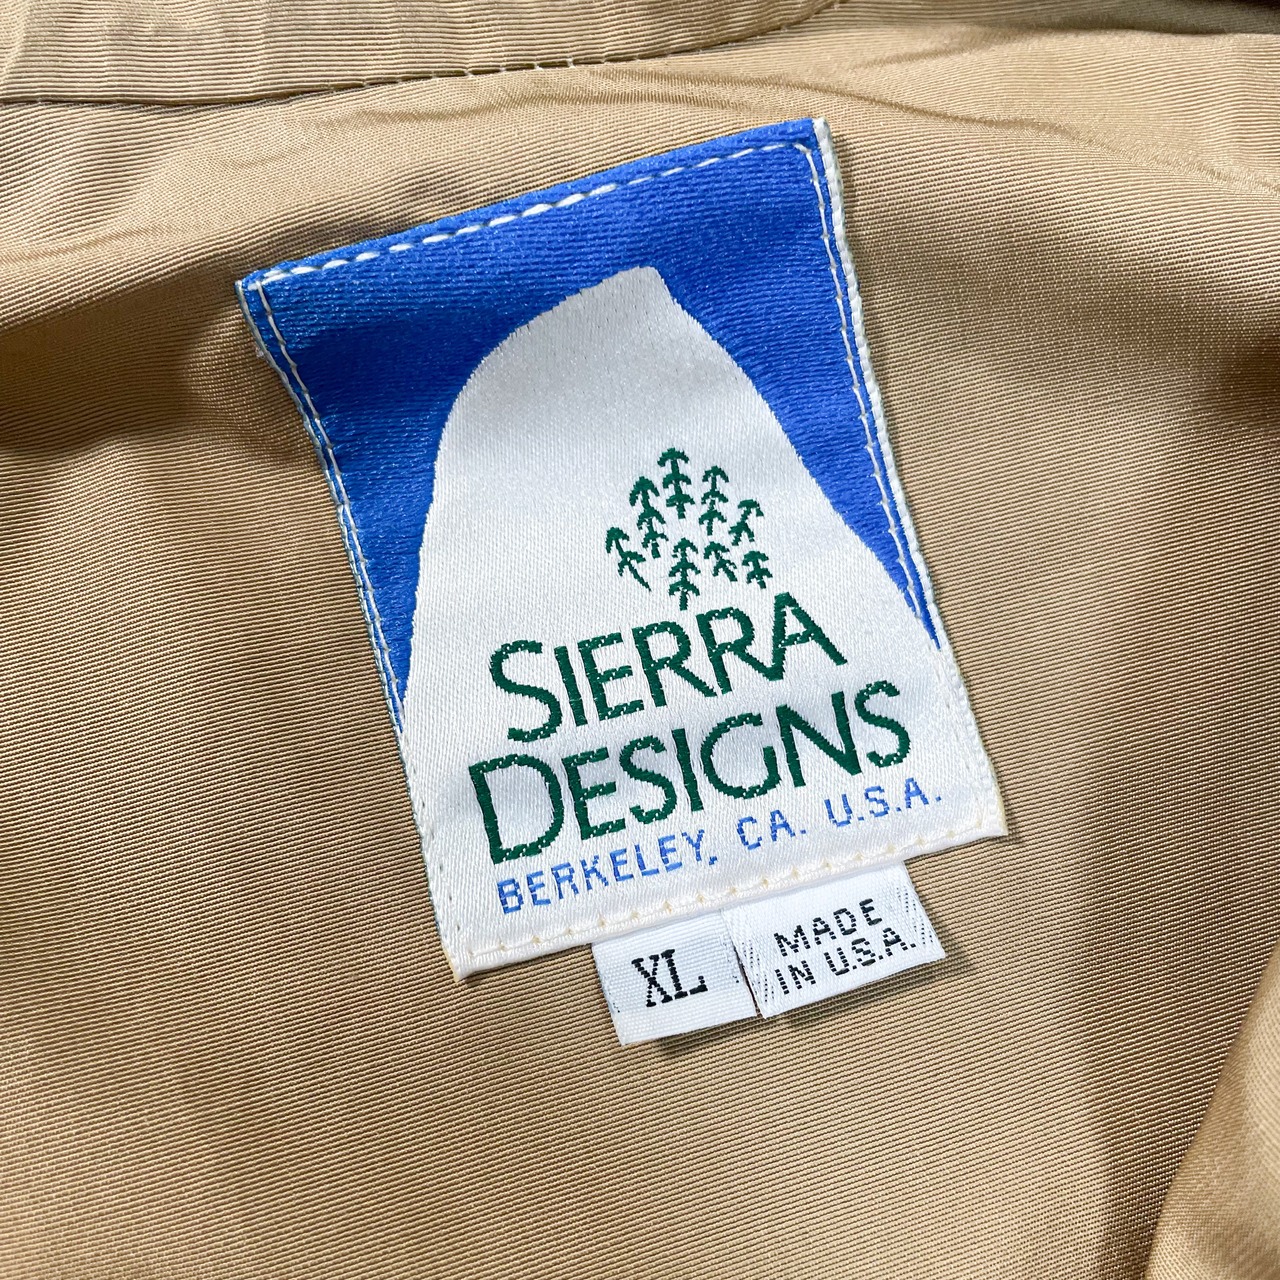 SIERRA
DESIGNS
BERKELEY, CA. U.S.A.
XL
MADE
IN U.S.A.